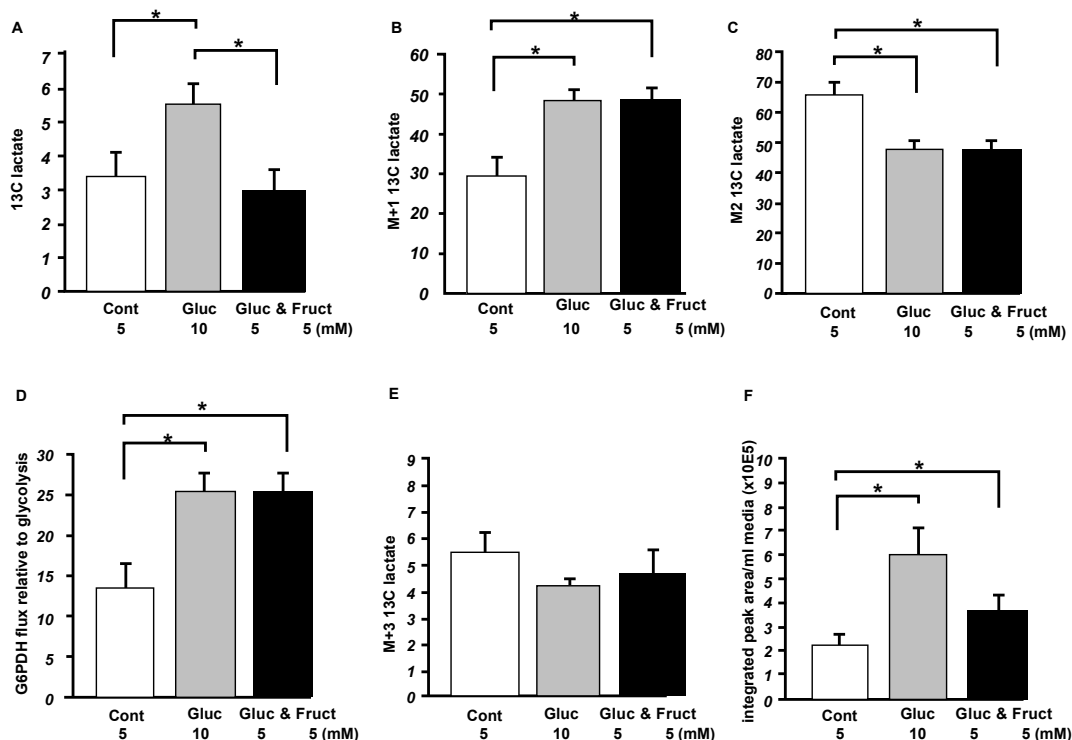 A
*
*
13C lactate
7
6
5
4
3
2
1
0
Cont Gluc Gluc & Fruct
5 10 5 5 (mM)
B
*
*
M+1 13C lactate
60
50
40
30
20
10
0
Cont Gluc Gluc & Fruct
5 10 5 5 (mM)
C
*
*
M2 13C lactate
80
70
60
50
40
30
20
10
0
Cont Gluc Gluc & Fruct
5 10 5 5 (mM)
D
*
*
G6PDH flux relative to glycolysis
30
25
20
15
10
5
0
Cont Gluc Gluc & Fruct
5 10 5 5 (mM)
E
M+3 13C lactate
9
8
7
6
5
4
3
2
1
0
Cont Gluc Gluc & Fruct
5 10 5 5 (mM)
F
*
*
integrated peak area/ml media (x10E5)
10
9
8
7
6
5
4
3
2
1
0
Cont Gluc Gluc & Fruct
5 10 5 5 (mM)